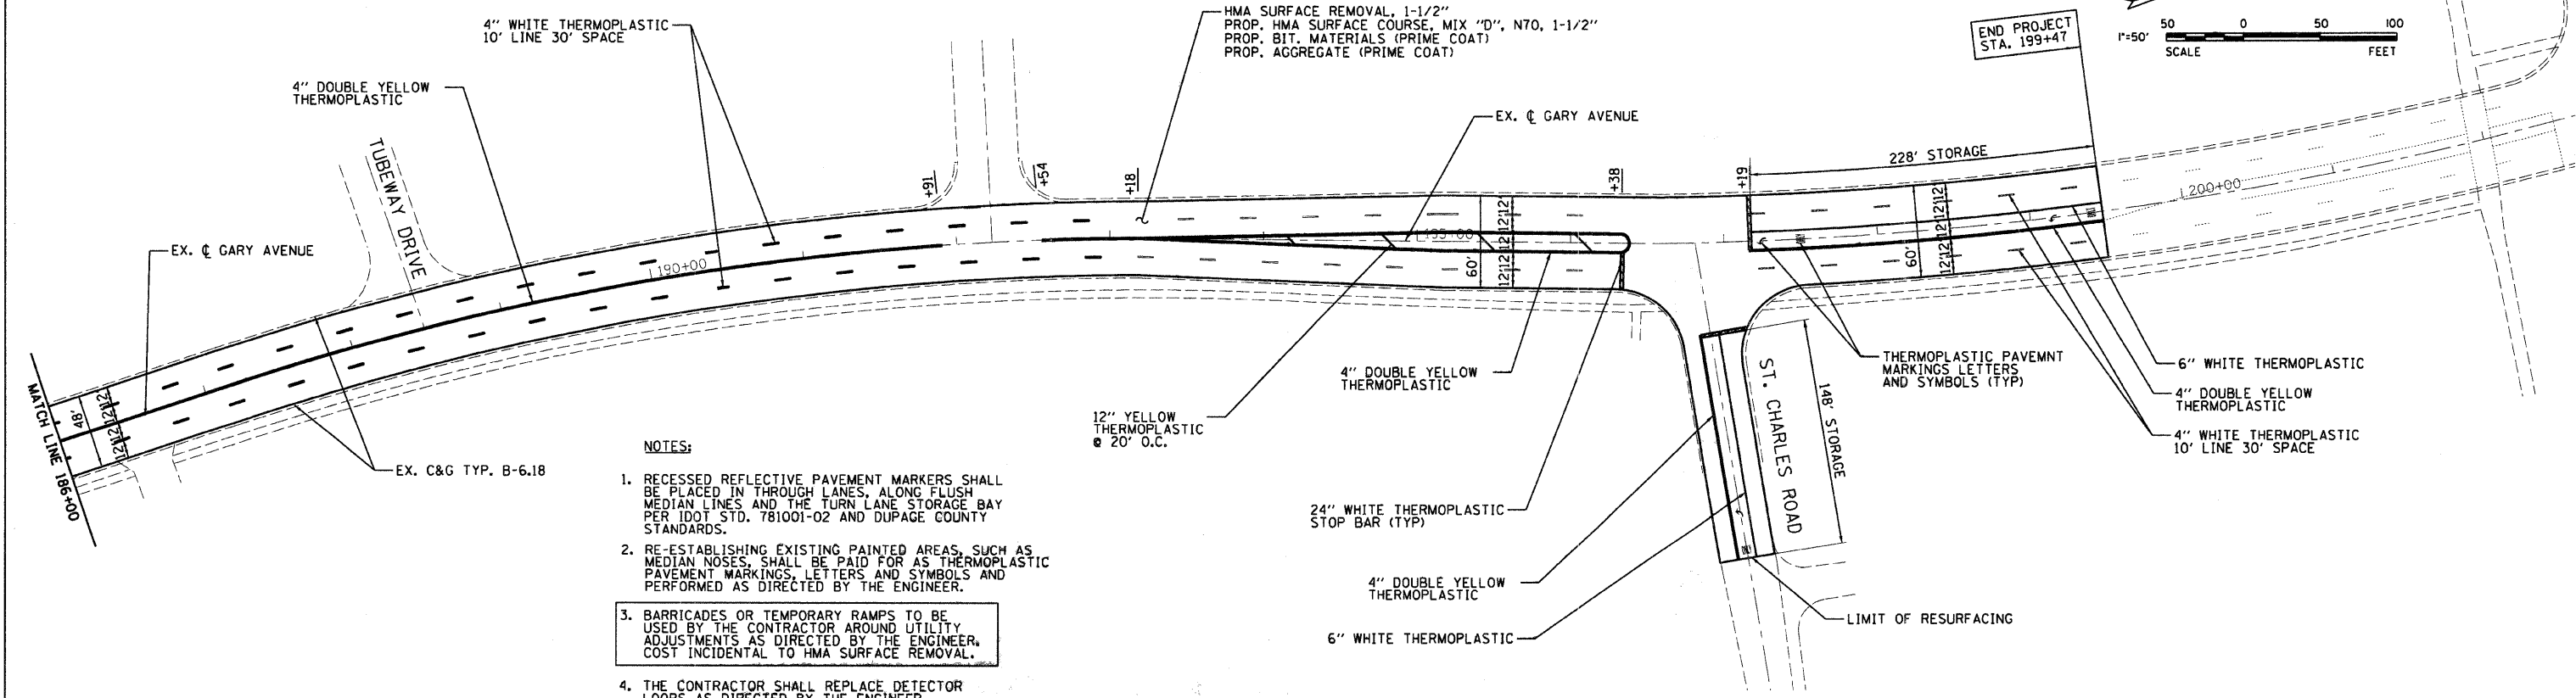 4" WHITE THERMOPLASTIC
10' LINE 30' SPACE
4" DOUBLE YELLOW
THERMOPLASTIC
HMA SURFACE REMOVAL, 1-1/2"
PROP. HMA SURFACE COURSE, MIX "D", N70, 1-1/2"
PROP. BIT. MATERIALS (PRIME COAT)
PROP. AGGREGATE (PRIME COAT)
END PROJECT
STA. 199+47
1"=50'
50 0 50 100
SCALE FEET
EX. ℄ GARY AVENUE
TUBEWAY DRIVE
EX. ℄ GARY AVENUE
+91
+54
+18
+38
+19
228' STORAGE
190+00
195+00
200+00
60'
12' 12' 12' 12' 12'
60'
12' 12' 12' 12' 12'
48'
12' 12' 12' 12'
MATCH LINE 186+00
EX. C&G TYP. B-6.18
12" YELLOW
THERMOPLASTIC
@ 20' O.C.
4" DOUBLE YELLOW
THERMOPLASTIC
24" WHITE THERMOPLASTIC
STOP BAR (TYP)
4" DOUBLE YELLOW
THERMOPLASTIC
6" WHITE THERMOPLASTIC
ST. CHARLES ROAD
148' STORAGE
THERMOPLASTIC PAVEMNT
MARKINGS LETTERS
AND SYMBOLS (TYP)
6" WHITE THERMOPLASTIC
4" DOUBLE YELLOW
THERMOPLASTIC
4" WHITE THERMOPLASTIC
10' LINE 30' SPACE
LIMIT OF RESURFACING
NOTES:
1. RECESSED REFLECTIVE PAVEMENT MARKERS SHALL
BE PLACED IN THROUGH LANES, ALONG FLUSH
MEDIAN LINES AND THE TURN LANE STORAGE BAY
PER IDOT STD. 781001-02 AND DUPAGE COUNTY
STANDARDS.
2. RE-ESTABLISHING EXISTING PAINTED AREAS, SUCH AS
MEDIAN NOSES, SHALL BE PAID FOR AS THERMOPLASTIC
PAVEMENT MARKINGS, LETTERS AND SYMBOLS AND
PERFORMED AS DIRECTED BY THE ENGINEER.
3. BARRICADES OR TEMPORARY RAMPS TO BE
USED BY THE CONTRACTOR AROUND UTILITY
ADJUSTMENTS AS DIRECTED BY THE ENGINEER.
COST INCIDENTAL TO HMA SURFACE REMOVAL.
4. THE CONTRACTOR SHALL REPLACE DETECTOR
LOOPS AS DIRECTED BY THE ENGINEER